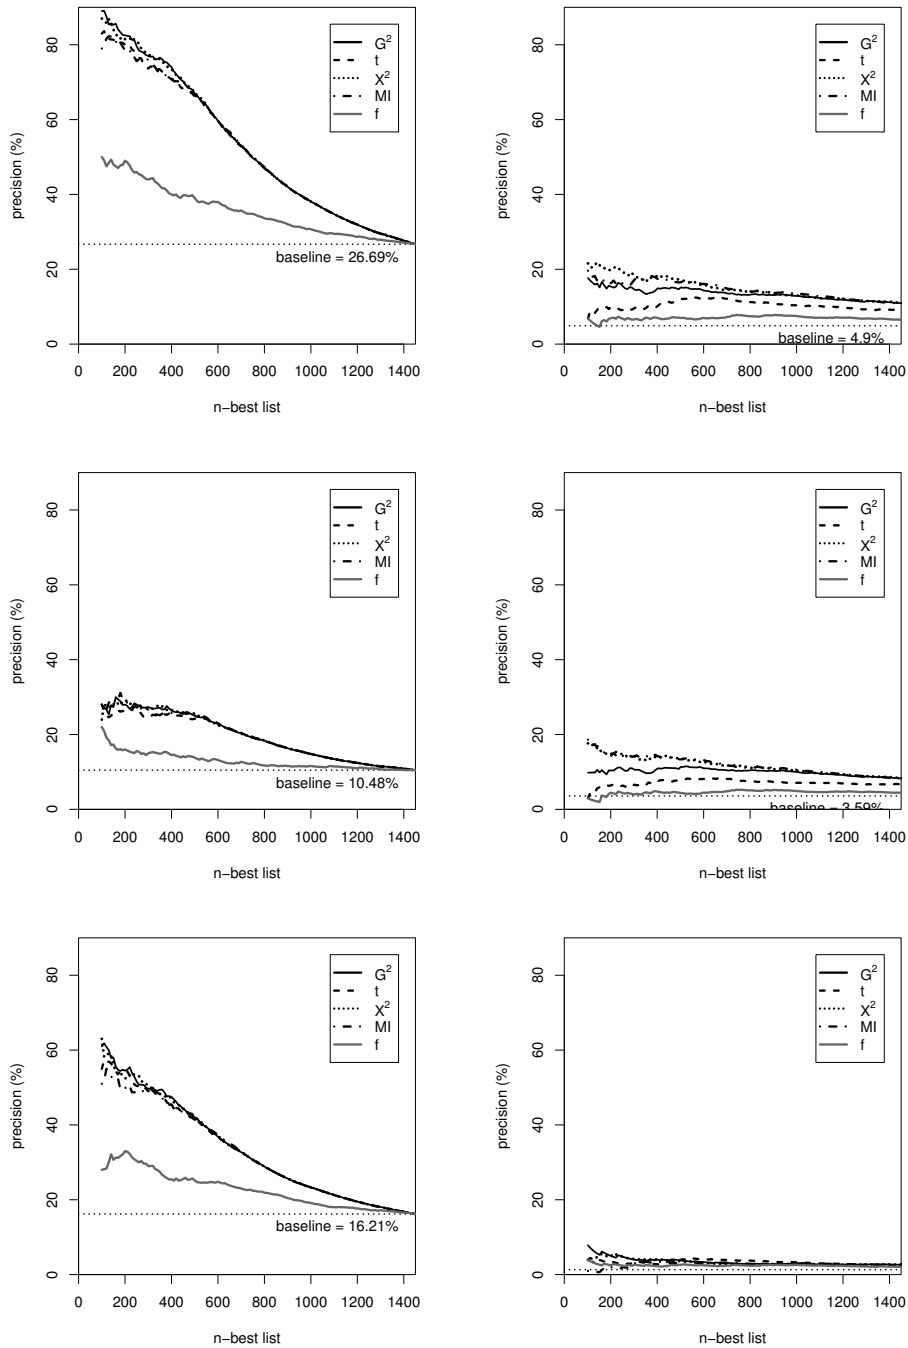 precision (%)
80
60
40
20
0
G²
t
X²
MI
f
baseline = 26.69%
0 200 400 600 800 1000 1400
n−best list
precision (%)
80
60
40
20
0
G²
t
X²
MI
f
baseline = 4.9%
0 200 400 600 800 1000 1400
n−best list
precision (%)
80
60
40
20
0
G²
t
X²
MI
f
baseline = 10.48%
0 200 400 600 800 1000 1400
n−best list
precision (%)
80
60
40
20
0
G²
t
X²
MI
f
baseline = 3.59%
0 200 400 600 800 1000 1400
n−best list
precision (%)
80
60
40
20
0
G²
t
X²
MI
f
baseline = 16.21%
0 200 400 600 800 1000 1400
n−best list
precision (%)
80
60
40
20
0
G²
t
X²
MI
f
0 200 400 600 800 1000 1400
n−best list